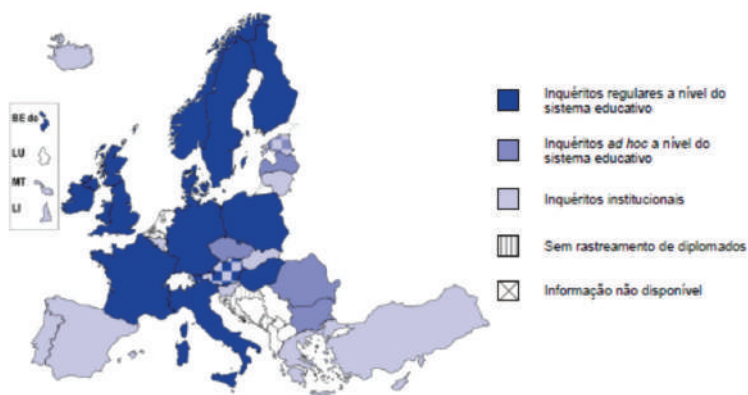 BE de
LU
MT
LI
Inquéritos regulares a nível do
sistema educativo
Inquéritos ad hoc a nível do
sistema educativo
Inquéritos institucionais
Sem rastreamento de diplomados
Informação não disponível